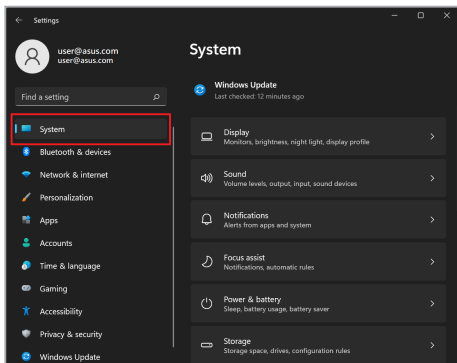 Settings
user@asus.com
user@asus.com
Find a setting
System
Bluetooth & devices
Network & internet
Personalization
Apps
Accounts
Time & language
Gaming
Accessibility
Privacy & security
Windows Update
System
Windows Update
Last checked: 12 minutes ago
Display
Monitors, brightness, night light, display profile
Sound
Volume levels, output, input, sound devices
Notifications
Alerts from apps and system
Focus assist
Notifications, automatic rules
Power & battery
Sleep, battery usage, battery saver
Storage
Storage space, drives, configuration rules